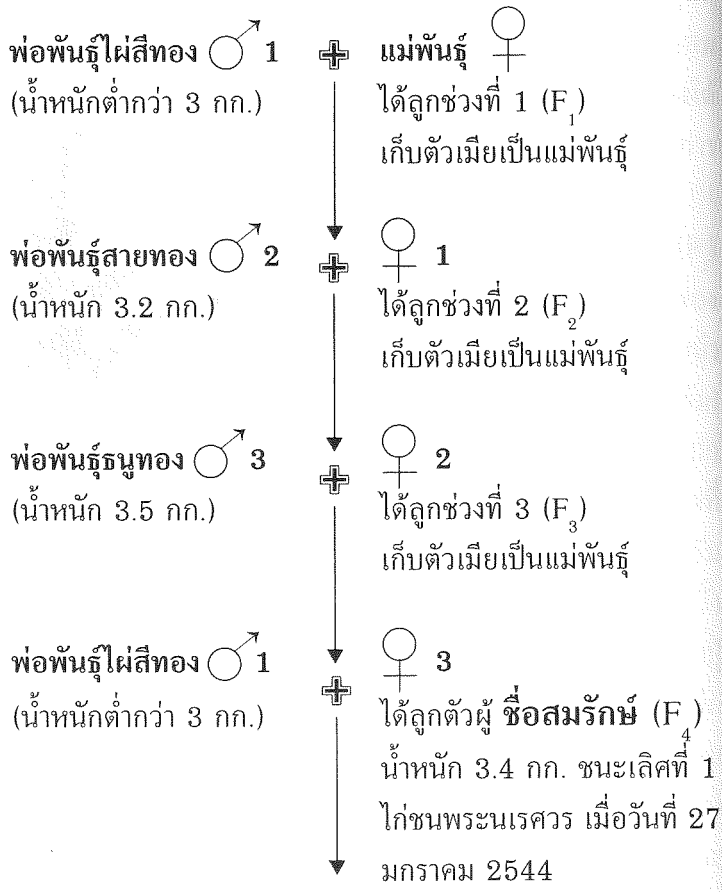 พ่อพันธุ์ไผ่สีทอง ♂ 1 + แม่พันธุ์ ♀
(น้ำหนักต่ำกว่า 3 กก.) ได้ลูกช่วงที่ 1 (F₁)
เก็บตัวเมียเป็นแม่พันธุ์
พ่อพันธุ์สายทอง ♂ 2 + ♀ 1
(น้ำหนัก 3.2 กก.) ได้ลูกช่วงที่ 2 (F₂)
เก็บตัวเมียเป็นแม่พันธุ์
พ่อพันธุ์ธนูทอง ♂ 3 + ♀ 2
(น้ำหนัก 3.5 กก.) ได้ลูกช่วงที่ 3 (F₃)
เก็บตัวเมียเป็นแม่พันธุ์
พ่อพันธุ์ไผ่สีทอง ♂ 1 + ♀ 3
(น้ำหนักต่ำกว่า 3 กก.) ได้ลูกตัวผู้ ชื่อสมรักษ์ (F₄)
น้ำหนัก 3.4 กก. ชนะเลิศที่ 1
ไก่ชนพระนเรศวร เมื่อวันที่ 27
มกราคม 2544